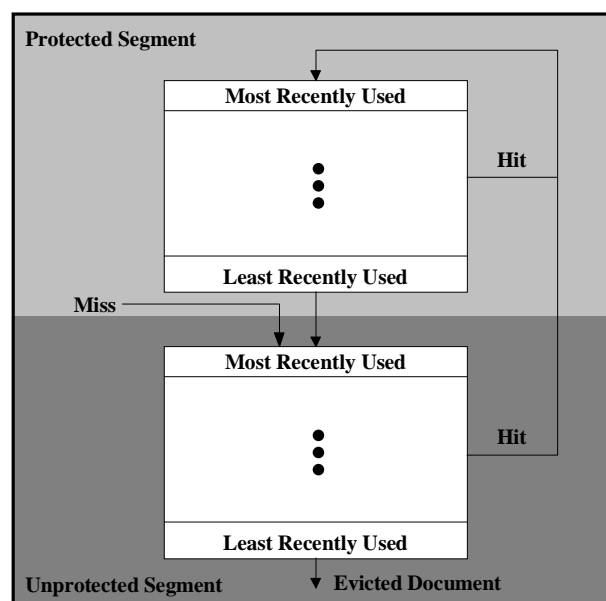 Protected Segment
Most Recently Used
Hit
Least Recently Used
Miss
Most Recently Used
Hit
Least Recently Used
Unprotected Segment
Evicted Document